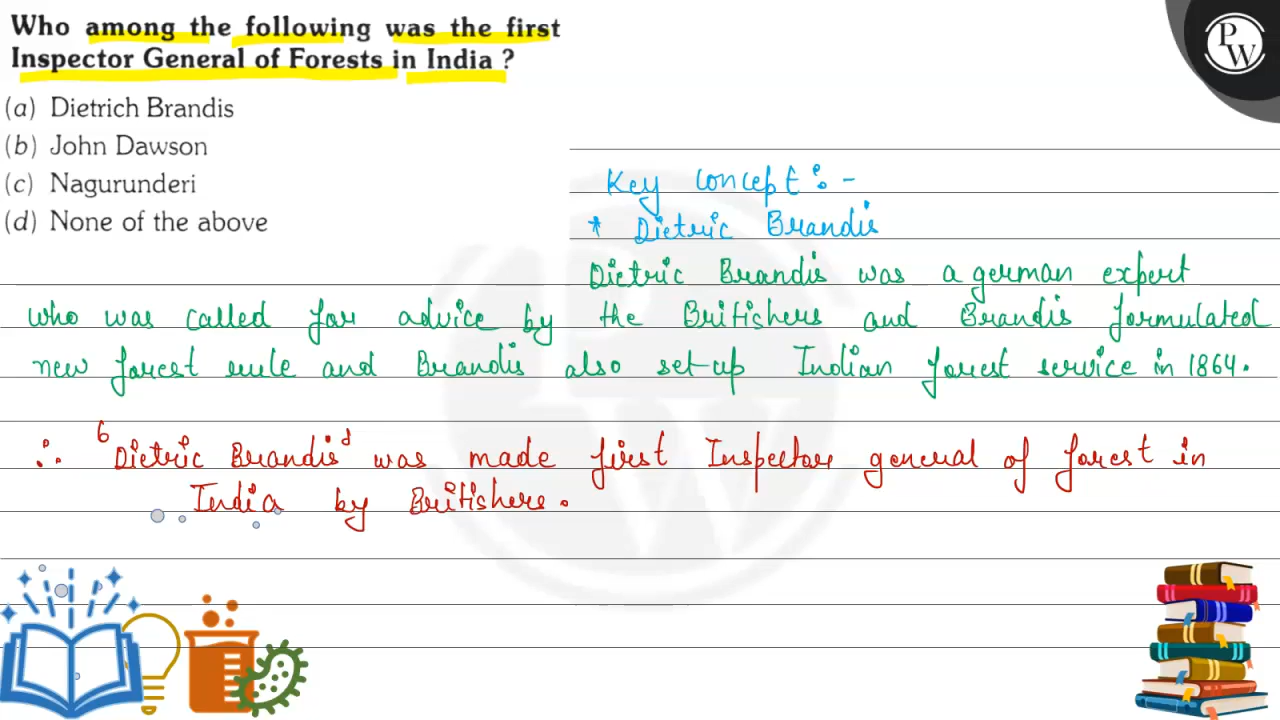 Who among the following was the first
Inspector General of Forests in India ?
(a) Dietrich Brandis
(b) John Dawson
(c) Nagurunderi
(d) None of the above
PW
Key Concept :-
* Dietric Brandis
Dietric Brandis was a german expert
who was called for advice by the Britishers and Brandis formulated
new forest rule and Brandis also set-up Indian forest service in 1864.
∴ 'Dietric Brandis' was made first Inspector general of forest in
India by Britishers.